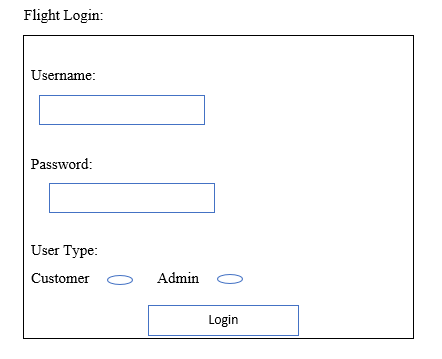 Flight Login:
Username:
Password:
User Type:
Customer Admin
Login